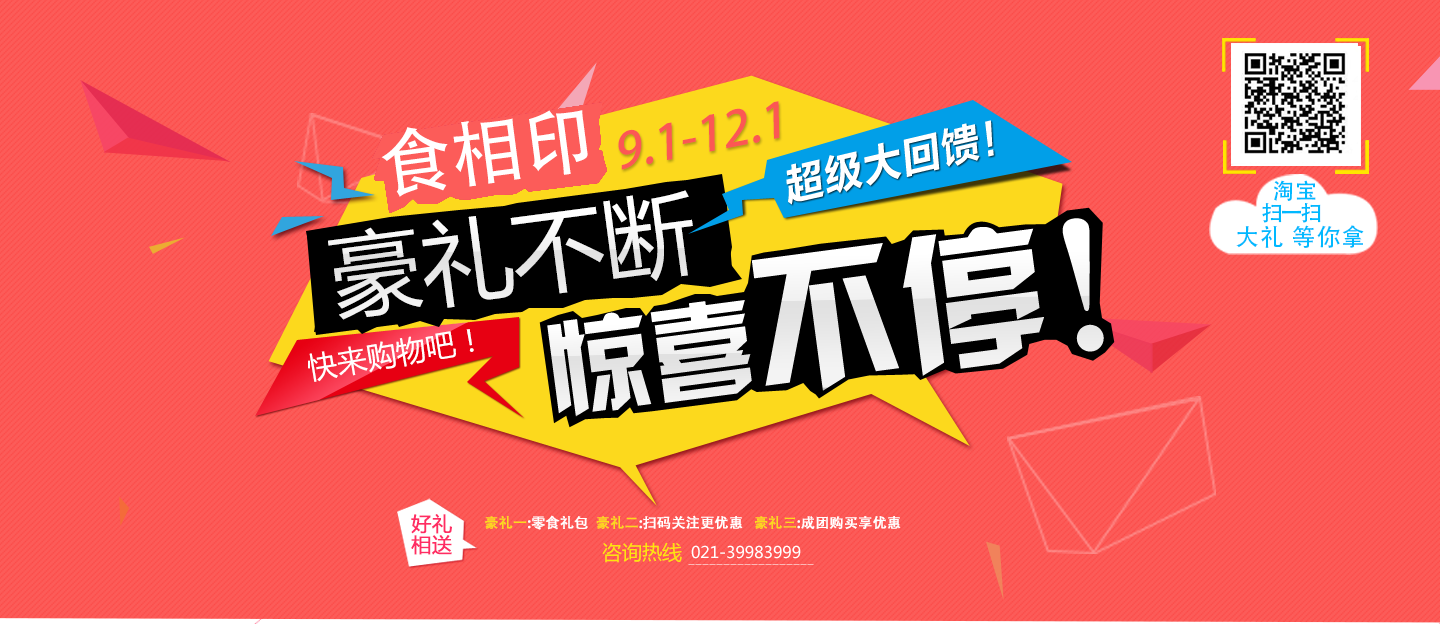 食相印
9.1-12.1
超级大回馈!
豪礼不断
惊喜不停!
快来购物吧！
淘宝
扫一扫
大礼 等你拿
好礼
相送
豪礼一:零食礼包 豪礼二:扫码关注更优惠 豪礼三:成团购买享优惠
咨询热线 021-39983999